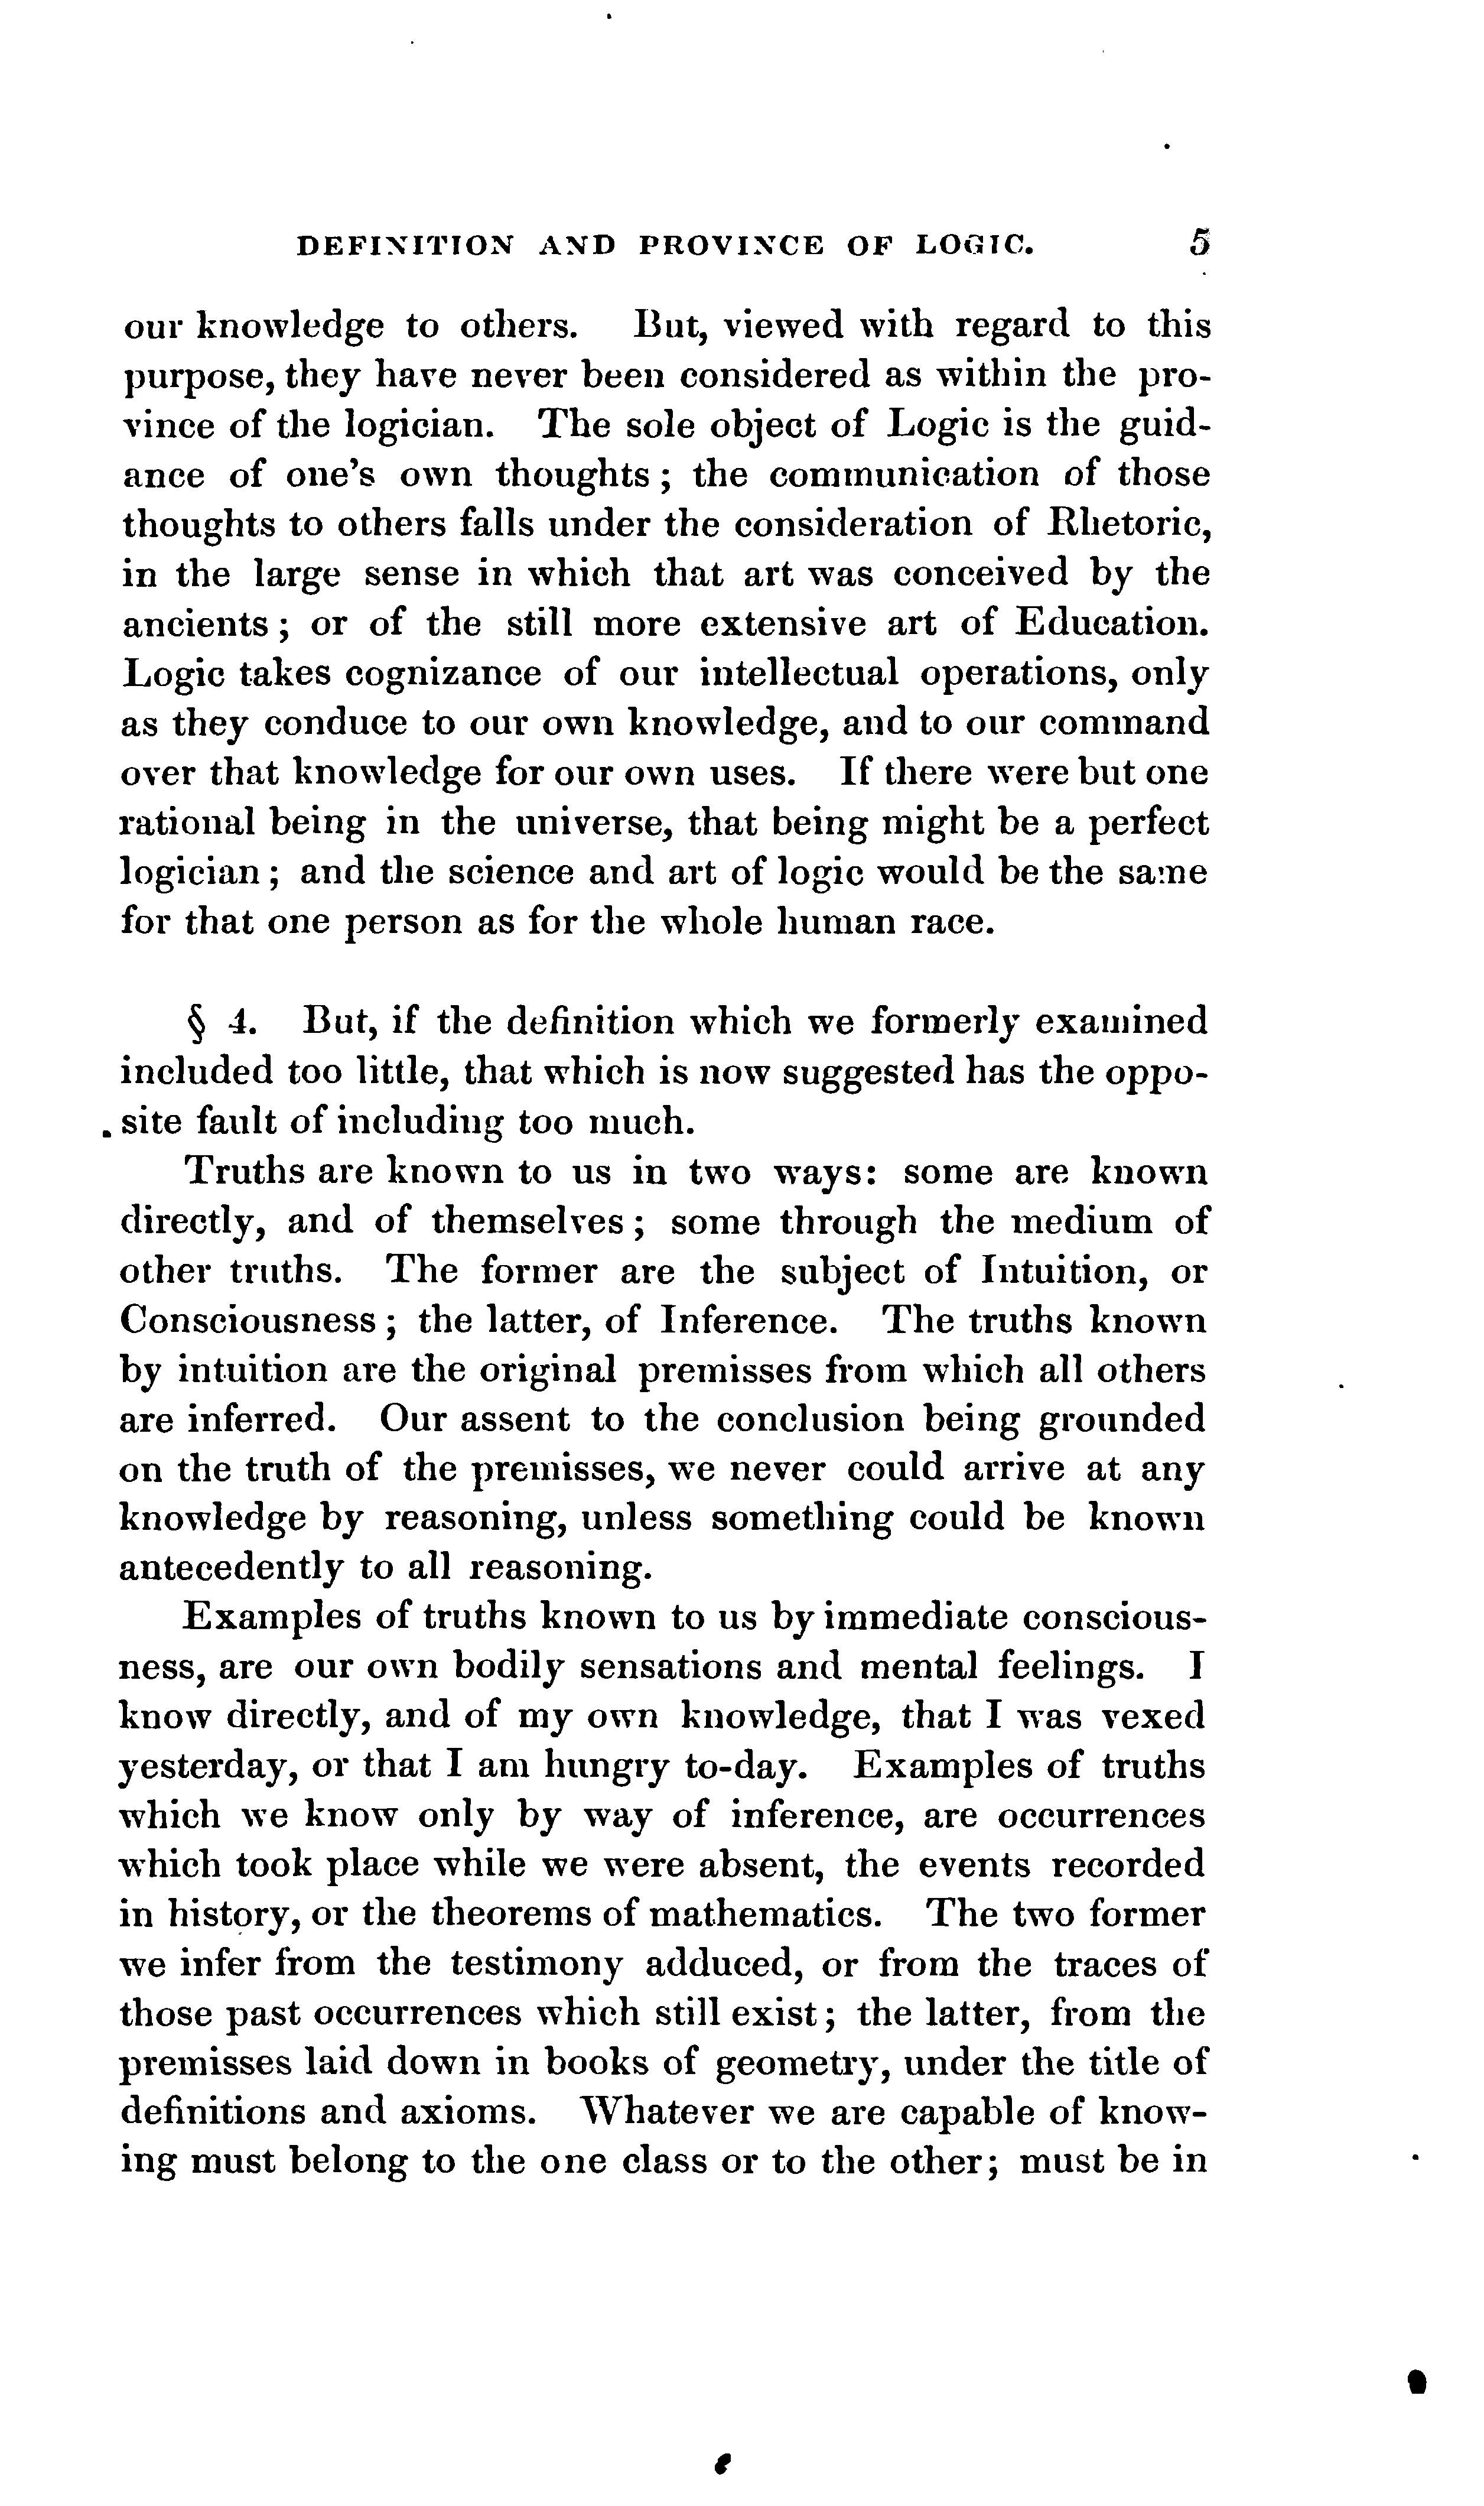 DEFINITION AND PROVINCE OF LOGIC. 5
our knowledge to others. But, viewed with regard to this
purpose, they have never been considered as within the pro-
vince of the logician. The sole object of Logic is the guid-
ance of one's own thoughts; the communication of those
thoughts to others falls under the consideration of Rhetoric,
in the large sense in which that art was conceived by the
ancients; or of the still more extensive art of Education.
Logic takes cognizance of our intellectual operations, only
as they conduce to our own knowledge, and to our command
over that knowledge for our own uses. If there were but one
rational being in the universe, that being might be a perfect
logician; and the science and art of logic would be the same
for that one person as for the whole human race.
§ 4. But, if the definition which we formerly examined
included too little, that which is now suggested has the oppo-
site fault of including too much.
Truths are known to us in two ways: some are known
directly, and of themselves; some through the medium of
other truths. The former are the subject of Intuition, or
Consciousness; the latter, of Inference. The truths known
by intuition are the original premisses from which all others
are inferred. Our assent to the conclusion being grounded
on the truth of the premisses, we never could arrive at any
knowledge by reasoning, unless something could be known
antecedently to all reasoning.
Examples of truths known to us by immediate conscious-
ness, are our own bodily sensations and mental feelings. I
know directly, and of my own knowledge, that I was vexed
yesterday, or that I am hungry to-day. Examples of truths
which we know only by way of inference, are occurrences
which took place while we were absent, the events recorded
in history, or the theorems of mathematics. The two former
we infer from the testimony adduced, or from the traces of
those past occurrences which still exist; the latter, from the
premisses laid down in books of geometry, under the title of
definitions and axioms. Whatever we are capable of know-
ing must belong to the one class or to the other; must be in